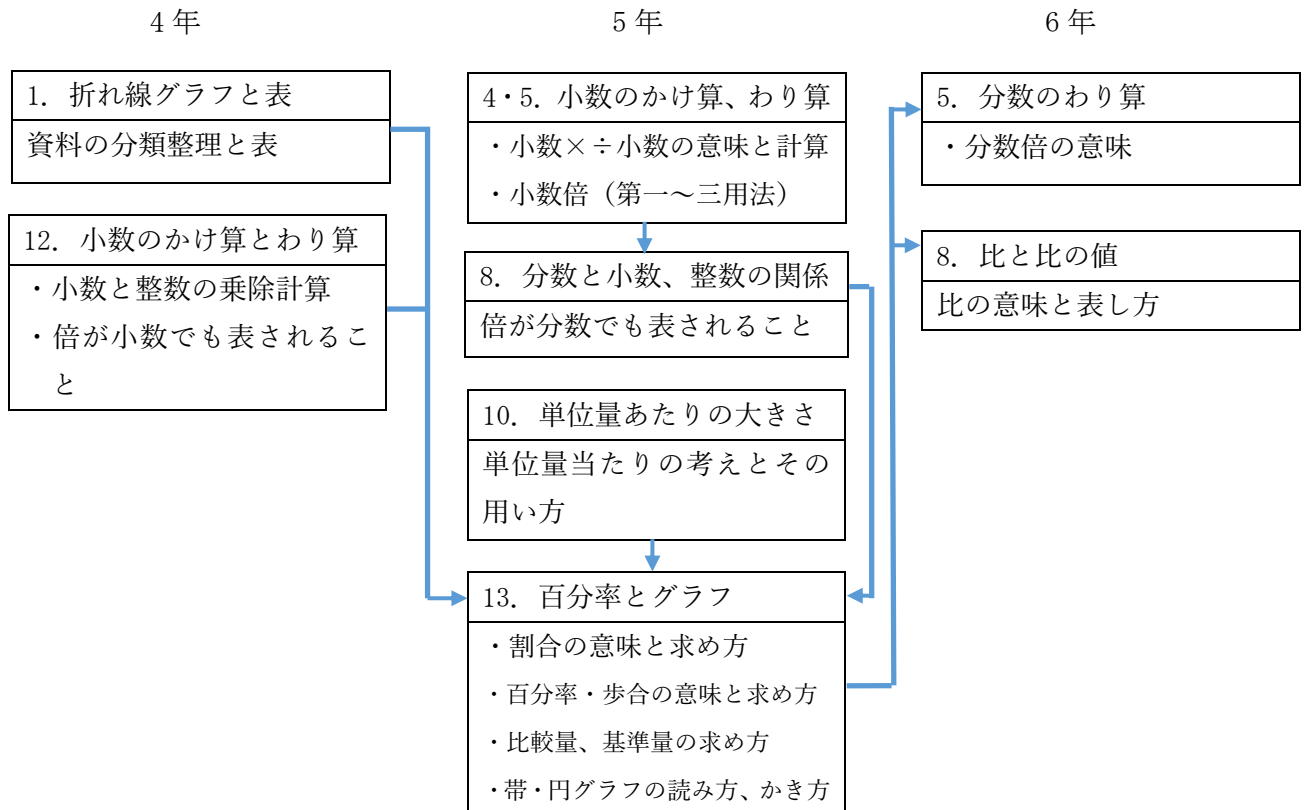 4年
5年
6年
1. 折れ線グラフと表
資料の分類整理と表
12. 小数のかけ算とわり算
・小数と整数の乗除計算
・倍が小数でも表されるこ
と
4・5. 小数のかけ算、わり算
・小数×÷小数の意味と計算
・小数倍（第一～三用法）
8. 分数と小数、整数の関係
倍が分数でも表されること
10. 単位量あたりの大きさ
単位量当たりの考えとその
用い方
13. 百分率とグラフ
・割合の意味と求め方
・百分率・歩合の意味と求め方
・比較量、基準量の求め方
・帯・円グラフの読み方、かき方
5. 分数のわり算
・分数倍の意味
8. 比と比の値
比の意味と表し方